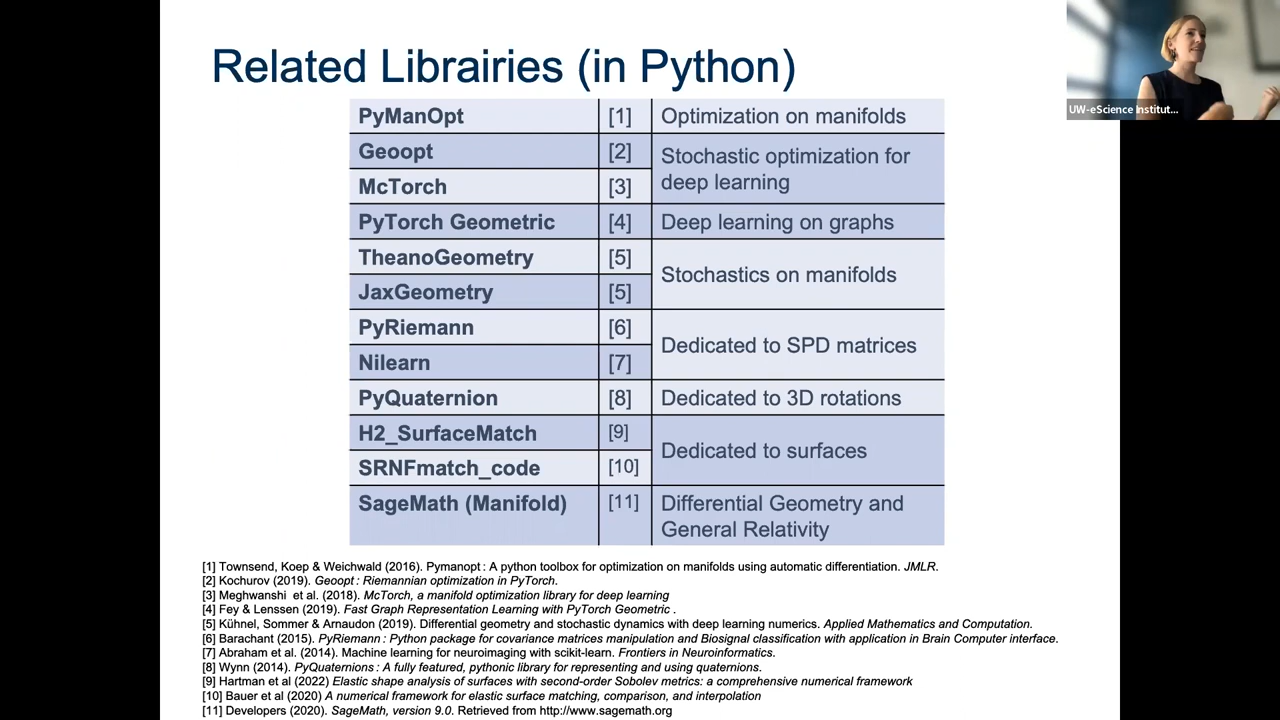 Related Librairies (in Python)
UW-eScience Institut...
PyManOpt [1] Optimization on manifolds
Geoopt [2] Stochastic optimization for
deep learning
McTorch [3]
PyTorch Geometric [4] Deep learning on graphs
TheanoGeometry [5] Stochastics on manifolds
JaxGeometry [5]
PyRiemann [6] Dedicated to SPD matrices
Nilearn [7]
PyQuaternion [8] Dedicated to 3D rotations
H2_SurfaceMatch [9] Dedicated to surfaces
SRNFmatch_code [10]
SageMath (Manifold) [11] Differential Geometry and
General Relativity
[1] Townsend, Koep & Weichwald (2016). Pymanopt : A python toolbox for optimization on manifolds using automatic differentiation. JMLR.
[2] Kochurov (2019). Geoopt : Riemannian optimization in PyTorch.
[3] Meghwanshi et al. (2018). McTorch, a manifold optimization library for deep learning
[4] Fey & Lenssen (2019). Fast Graph Representation Learning with PyTorch Geometric .
[5] Kühnel, Sommer & Arnaudon (2019). Differential geometry and stochastic dynamics with deep learning numerics. Applied Mathematics and Computation.
[6] Barachant (2015). PyRiemann : Python package for covariance matrices manipulation and Biosignal classification with application in Brain Computer interface.
[7] Abraham et al. (2014). Machine learning for neuroimaging with scikit-learn. Frontiers in Neuroinformatics.
[8] Wynn (2014). PyQuaternions : A fully featured, pythonic library for representing and using quaternions.
[9] Hartman et al (2022) Elastic shape analysis of surfaces with second-order Sobolev metrics: a comprehensive numerical framework
[10] Bauer et al (2020) A numerical framework for elastic surface matching, comparison, and interpolation
[11] Developers (2020). SageMath, version 9.0. Retrieved from http://www.sagemath.org